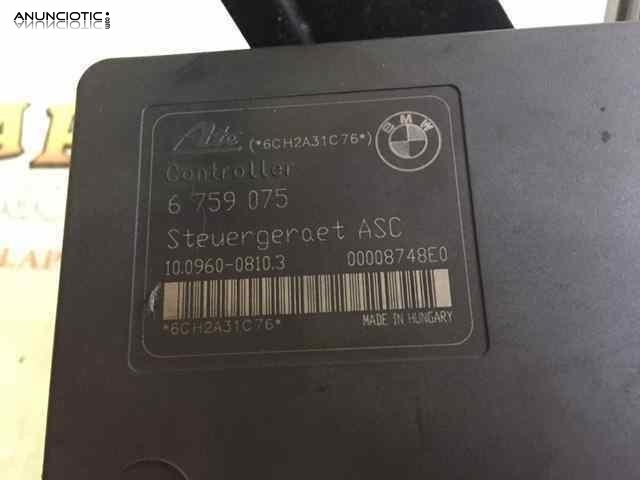 ANUNCIOTIC.com
Ate (*6CH2A31C76*) BMW
Controller
6 759 075
Steuergeraet ASC
10.0960-0810.3 00008748E0
*6CH2A31C76* MADE IN HUNGARY